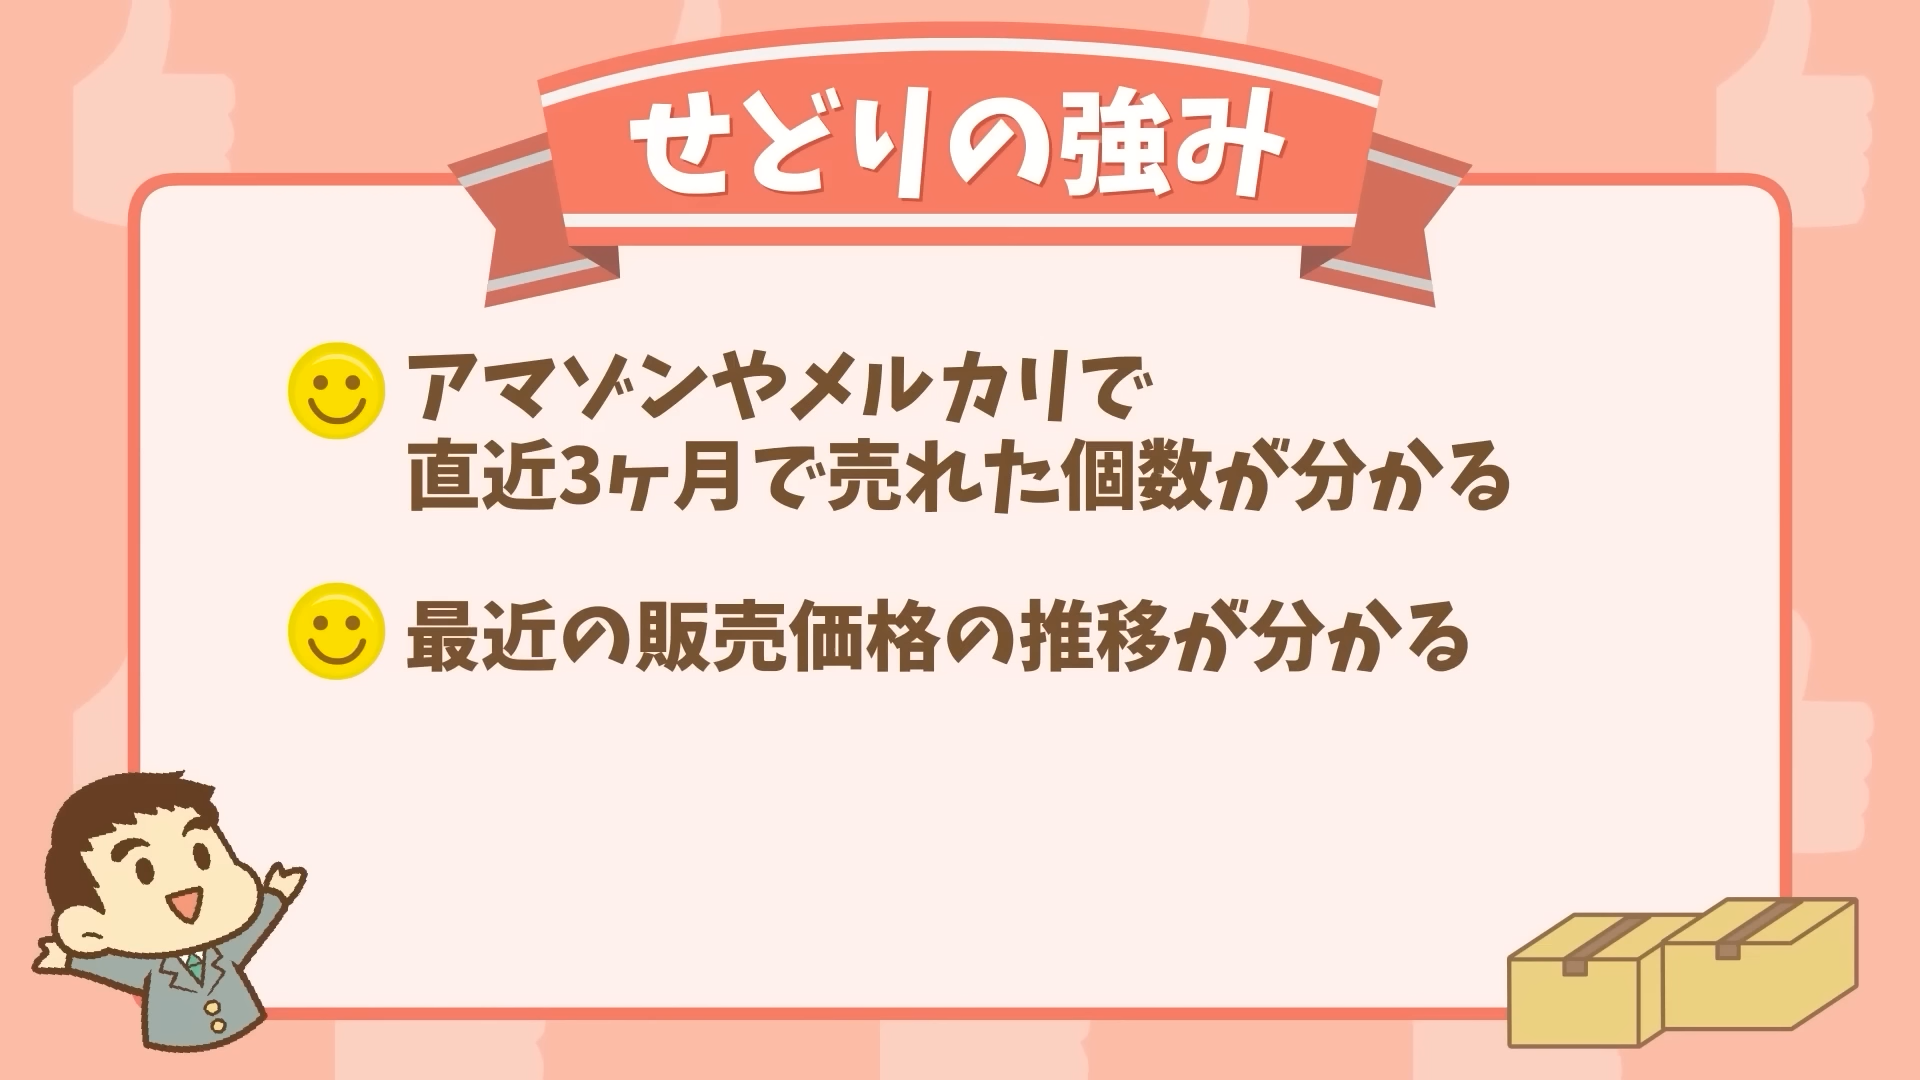 せどりの強み
アマゾンやメルカリで
直近3ヶ月で売れた個数が分かる
最近の販売価格の推移が分かる